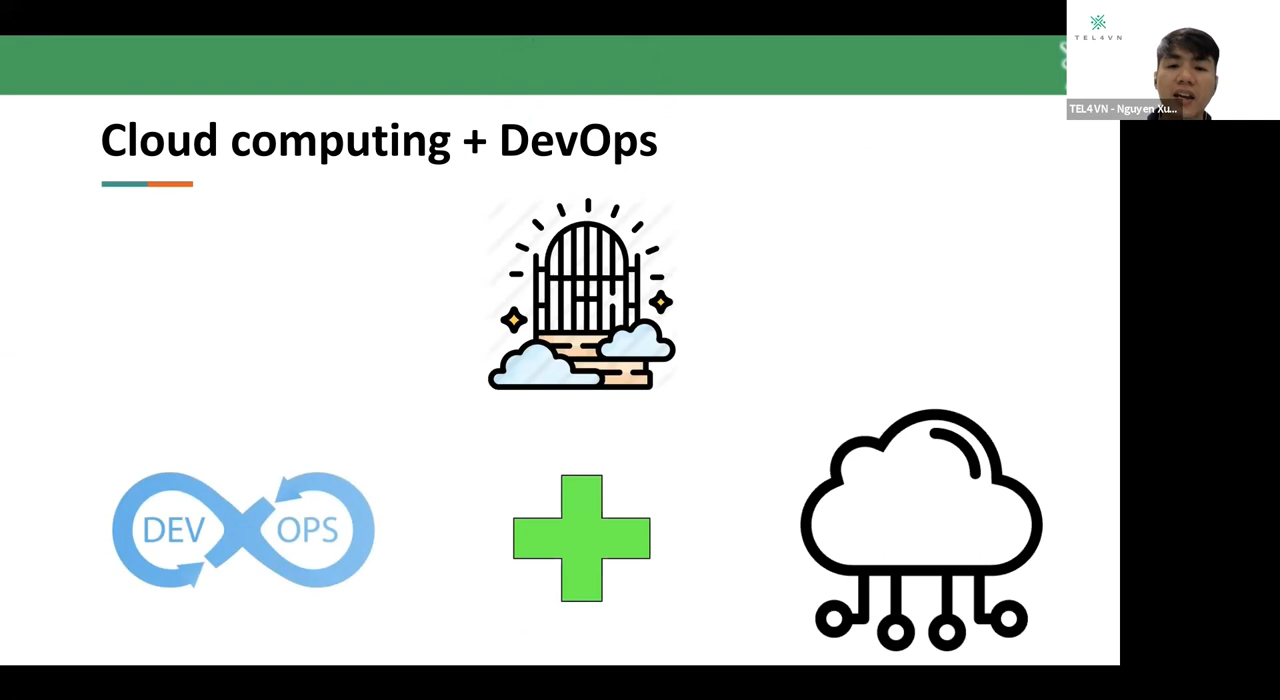 TEL4VN
TEL4VN - Nguyen Xu...
Cloud computing + DevOps
DEV OPS